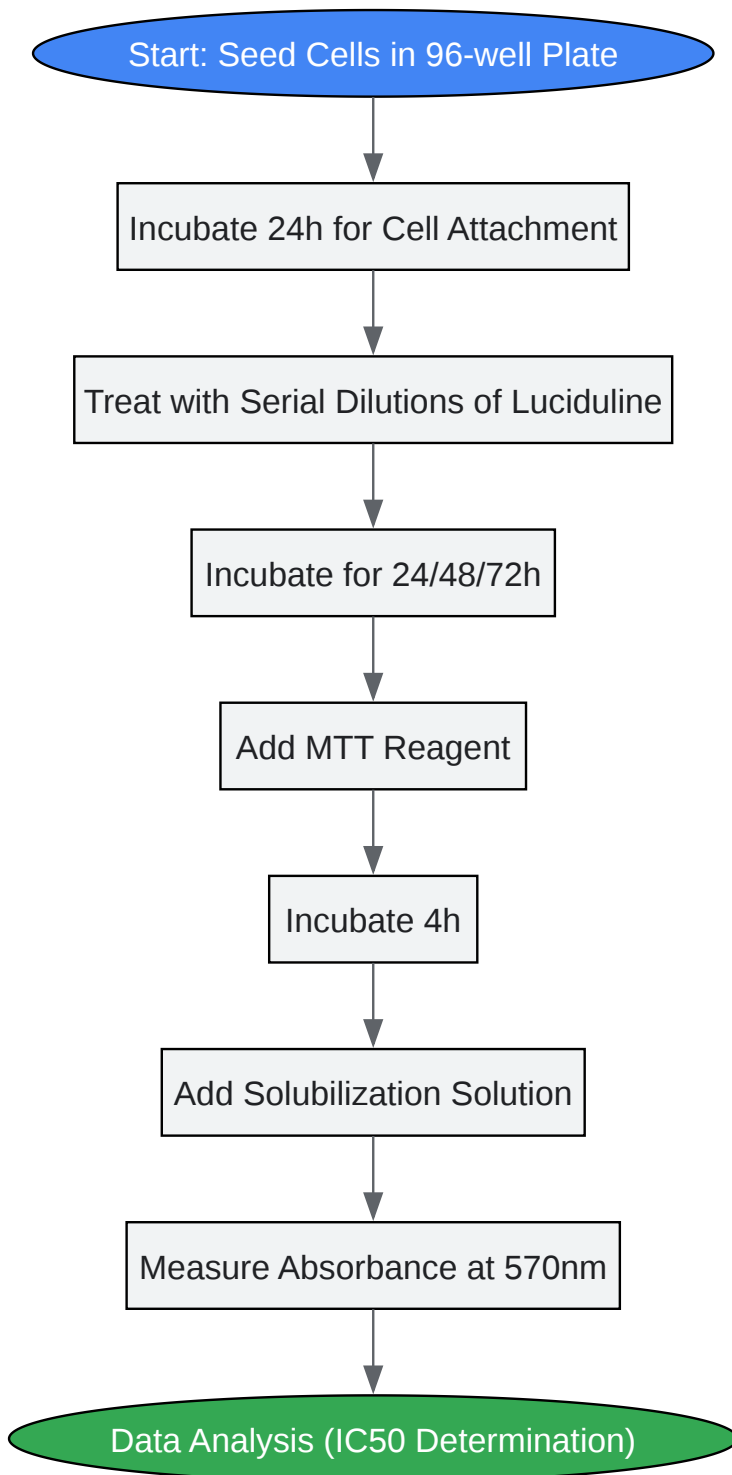 Start: Seed Cells in 96-well Plate
Incubate 24h for Cell Attachment
Treat with Serial Dilutions of Luciduline
Incubate for 24/48/72h
Add MTT Reagent
Incubate 4h
Add Solubilization Solution
Measure Absorbance at 570nm
Data Analysis (IC50 Determination)